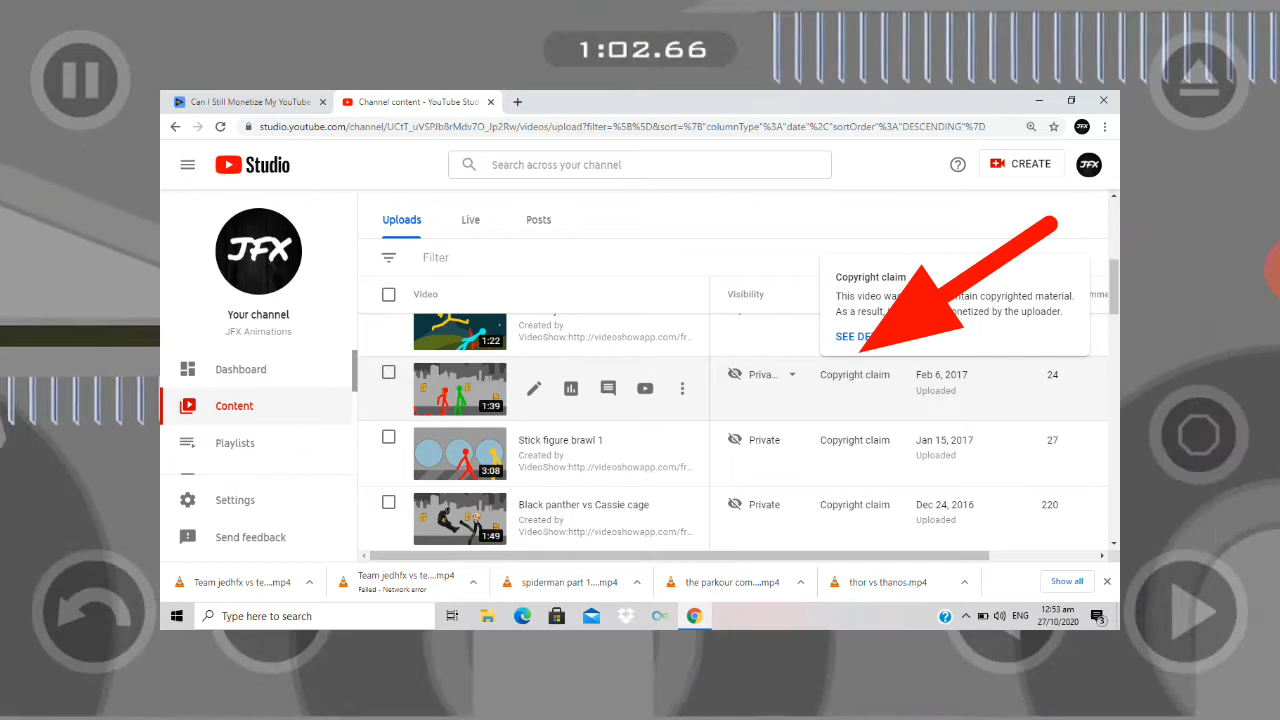 1:02.66
Can I Still Monetize My YouTube
Channel content - YouTube Stud
studio.youtube.com/channel/UCtT_uVSPJb8rMdv7O_Jp2Rw/videos/upload?filter=%5B%5D&sort=%7B"columnType"%3A"date"%2C"sortOrder"%3A"DESCENDING"%7D
Studio
Search across your channel
CREATE
JFX
JFX
Your channel
JFX Animations
Dashboard
Content
Playlists
Settings
Send feedback
Uploads
Live
Posts
Filter
Video
Visibility
Copyright claim
This video was
contain copyrighted material.
As a result,
monetized by the uploader.
SEE DE
1:22
Created by
VideoShow:http://videoshowapp.com/fr...
1:39
Priva...
Copyright claim
Feb 6, 2017
Uploaded
24
3:08
Stick figure brawl 1
Created by
VideoShow:http://videoshowapp.com/fr...
Private
Copyright claim
Jan 15, 2017
Uploaded
27
1:49
Black panther vs Cassie cage
Created by
VideoShow:http://videoshowapp.com/fr...
Private
Copyright claim
Dec 24, 2016
Uploaded
220
Team jedhfx vs te....mp4
Team jedhfx vs te....mp4
Failed - Network error
spiderman part 1....mp4
the parkour com....mp4
thor vs thanos.mp4
Show all
Type here to search
ENG
12:53 am
27/10/2020
3